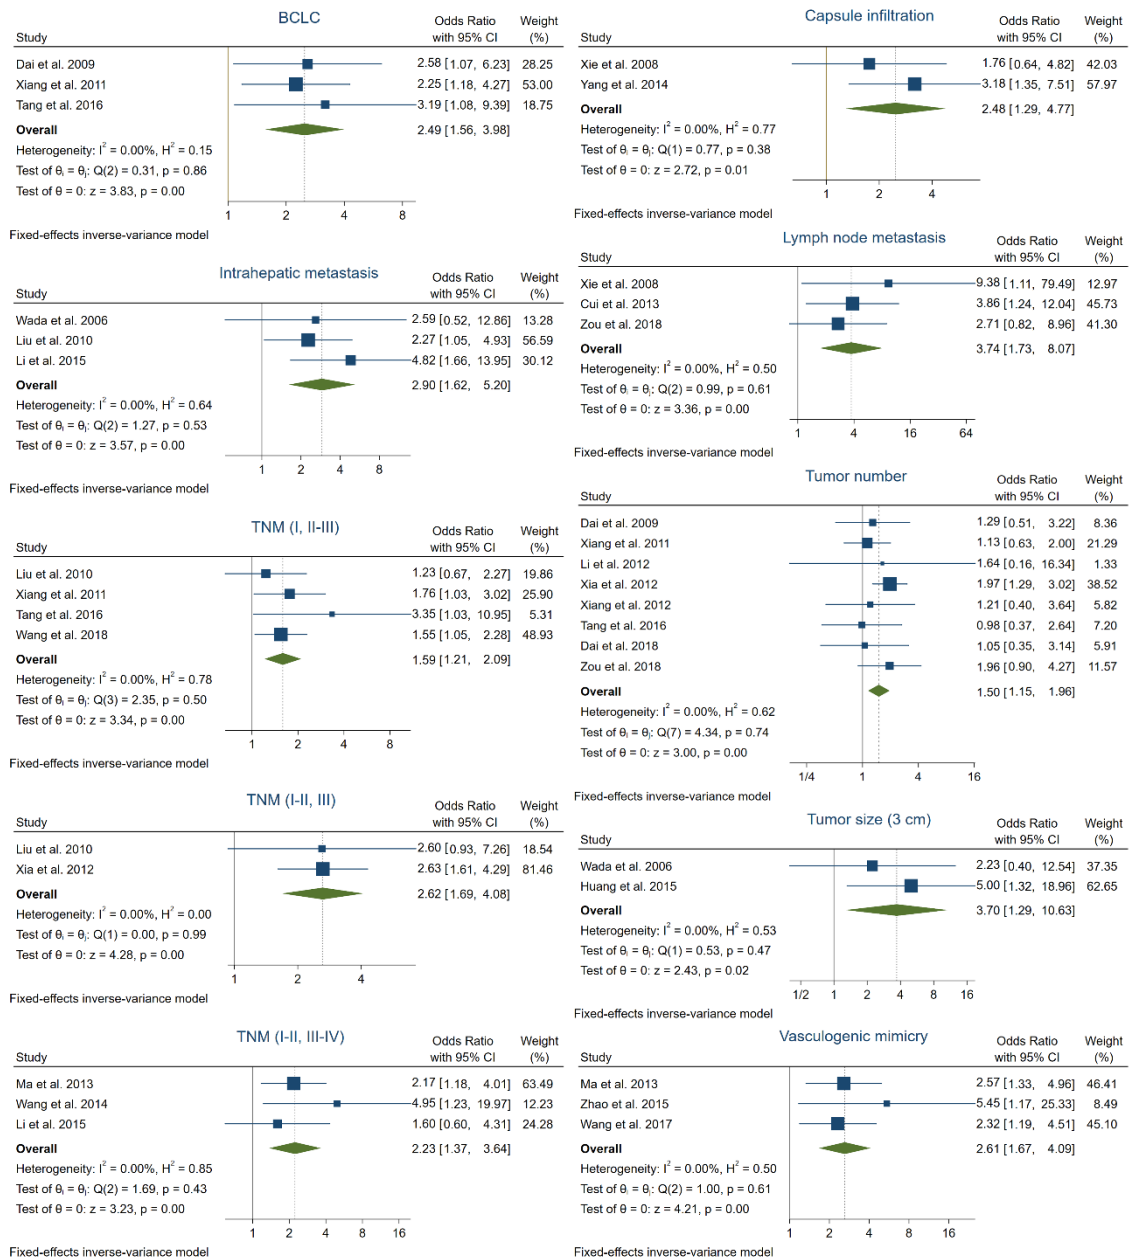 BCLC
Study Odds Ratio with 95% CI Weight (%)
Dai et al. 2009 2.58 [1.07, 6.23] 28.25
Xiang et al. 2011 2.25 [1.18, 4.27] 53.00
Tang et al. 2016 3.19 [1.08, 9.39] 18.75
Overall 2.49 [1.56, 3.98]
Heterogeneity: I² = 0.00%, H² = 0.15
Test of θᵢ = θⱼ: Q(2) = 0.31, p = 0.86
Test of θ = 0: z = 3.83, p = 0.00
1 2 4 8
Fixed-effects inverse-variance model
Intrahepatic metastasis
Study Odds Ratio with 95% CI Weight (%)
Wada et al. 2006 2.59 [0.52, 12.86] 13.28
Liu et al. 2010 2.27 [1.05, 4.93] 56.59
Li et al. 2015 4.82 [1.66, 13.95] 30.12
Overall 2.90 [1.62, 5.20]
Heterogeneity: I² = 0.00%, H² = 0.64
Test of θᵢ = θⱼ: Q(2) = 1.27, p = 0.53
Test of θ = 0: z = 3.57, p = 0.00
1 2 4 8
Fixed-effects inverse-variance model
TNM (I, II-III)
Study Odds Ratio with 95% CI Weight (%)
Liu et al. 2010 1.23 [0.67, 2.27] 19.86
Xiang et al. 2011 1.76 [1.03, 3.02] 25.90
Tang et al. 2016 3.35 [1.03, 10.95] 5.31
Wang et al. 2018 1.55 [1.05, 2.28] 48.93
Overall 1.59 [1.21, 2.09]
Heterogeneity: I² = 0.00%, H² = 0.78
Test of θᵢ = θⱼ: Q(3) = 2.35, p = 0.50
Test of θ = 0: z = 3.34, p = 0.00
1 2 4 8
Fixed-effects inverse-variance model
TNM (I-II, III)
Study Odds Ratio with 95% CI Weight (%)
Liu et al. 2010 2.60 [0.93, 7.26] 18.54
Xia et al. 2012 2.63 [1.61, 4.29] 81.46
Overall 2.62 [1.69, 4.08]
Heterogeneity: I² = 0.00%, H² = 0.00
Test of θᵢ = θⱼ: Q(1) = 0.00, p = 0.99
Test of θ = 0: z = 4.28, p = 0.00
1 2 4
Fixed-effects inverse-variance model
TNM (I-II, III-IV)
Study Odds Ratio with 95% CI Weight (%)
Ma et al. 2013 2.17 [1.18, 4.01] 63.49
Wang et al. 2014 4.95 [1.23, 19.97] 12.23
Li et al. 2015 1.60 [0.60, 4.31] 24.28
Overall 2.23 [1.37, 3.64]
Heterogeneity: I² = 0.00%, H² = 0.85
Test of θᵢ = θⱼ: Q(2) = 1.69, p = 0.43
Test of θ = 0: z = 3.23, p = 0.00
1 2 4 8 16
Fixed-effects inverse-variance model
Capsule infiltration
Study Odds Ratio with 95% CI Weight (%)
Xie et al. 2008 1.76 [0.64, 4.82] 42.03
Yang et al. 2014 3.18 [1.35, 7.51] 57.97
Overall 2.48 [1.29, 4.77]
Heterogeneity: I² = 0.00%, H² = 0.77
Test of θᵢ = θⱼ: Q(1) = 0.77, p = 0.38
Test of θ = 0: z = 2.72, p = 0.01
1 2 4
Fixed-effects inverse-variance model
Lymph node metastasis
Study Odds Ratio with 95% CI Weight (%)
Xie et al. 2008 9.38 [1.11, 79.49] 12.97
Cui et al. 2013 3.86 [1.24, 12.04] 45.73
Zou et al. 2018 2.71 [0.82, 8.96] 41.30
Overall 3.74 [1.73, 8.07]
Heterogeneity: I² = 0.00%, H² = 0.50
Test of θᵢ = θⱼ: Q(2) = 0.99, p = 0.61
Test of θ = 0: z = 3.36, p = 0.00
1 4 16 64
Fixed-effects inverse-variance model
Tumor number
Study Odds Ratio with 95% CI Weight (%)
Dai et al. 2009 1.29 [0.51, 3.22] 8.36
Xiang et al. 2011 1.13 [0.63, 2.00] 21.29
Li et al. 2012 1.64 [0.16, 16.34] 1.33
Xia et al. 2012 1.97 [1.29, 3.02] 38.52
Xiang et al. 2012 1.21 [0.40, 3.64] 5.82
Tang et al. 2016 0.98 [0.37, 2.64] 7.20
Dai et al. 2018 1.05 [0.35, 3.14] 5.91
Zou et al. 2018 1.96 [0.90, 4.27] 11.57
Overall 1.50 [1.15, 1.96]
Heterogeneity: I² = 0.00%, H² = 0.62
Test of θᵢ = θⱼ: Q(7) = 4.34, p = 0.74
Test of θ = 0: z = 3.00, p = 0.00
1/4 1 4 16
Fixed-effects inverse-variance model
Tumor size (3 cm)
Study Odds Ratio with 95% CI Weight (%)
Wada et al. 2006 2.23 [0.40, 12.54] 37.35
Huang et al. 2015 5.00 [1.32, 18.96] 62.65
Overall 3.70 [1.29, 10.63]
Heterogeneity: I² = 0.00%, H² = 0.53
Test of θᵢ = θⱼ: Q(1) = 0.53, p = 0.47
Test of θ = 0: z = 2.43, p = 0.02
1/2 1 2 4 8 16
Fixed-effects inverse-variance model
Vasculogenic mimicry
Study Odds Ratio with 95% CI Weight (%)
Ma et al. 2013 2.57 [1.33, 4.96] 46.41
Zhao et al. 2015 5.45 [1.17, 25.33] 8.49
Wang et al. 2017 2.32 [1.19, 4.51] 45.10
Overall 2.61 [1.67, 4.09]
Heterogeneity: I² = 0.00%, H² = 0.50
Test of θᵢ = θⱼ: Q(2) = 1.00, p = 0.61
Test of θ = 0: z = 4.21, p = 0.00
1 2 4 8 16
Fixed-effects inverse-variance model